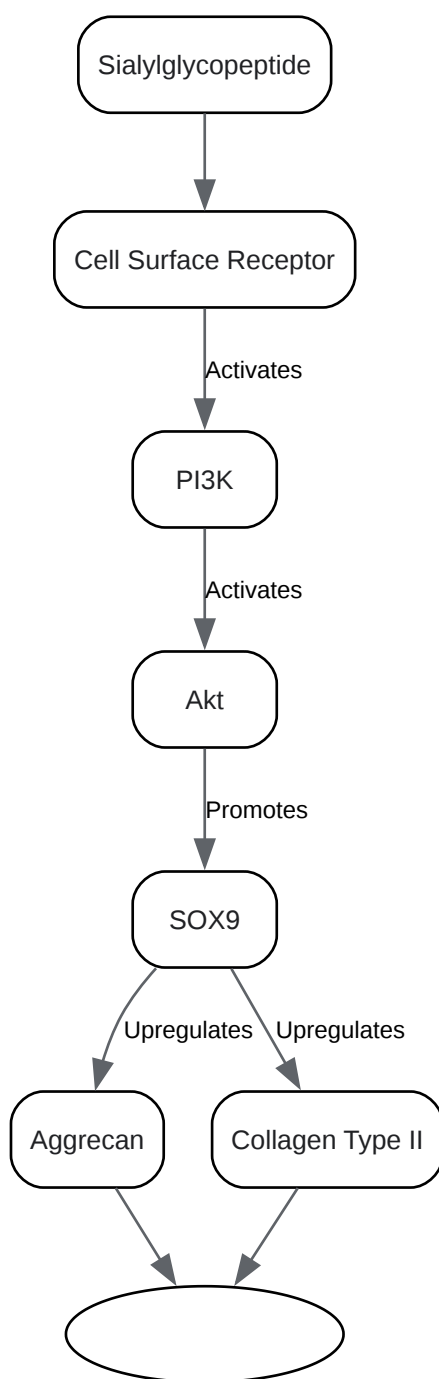 Sialylglycopeptide
Cell Surface Receptor
Activates
PI3K
Activates
Akt
Promotes
SOX9
Upregulates
Upregulates
Aggrecan
Collagen Type II